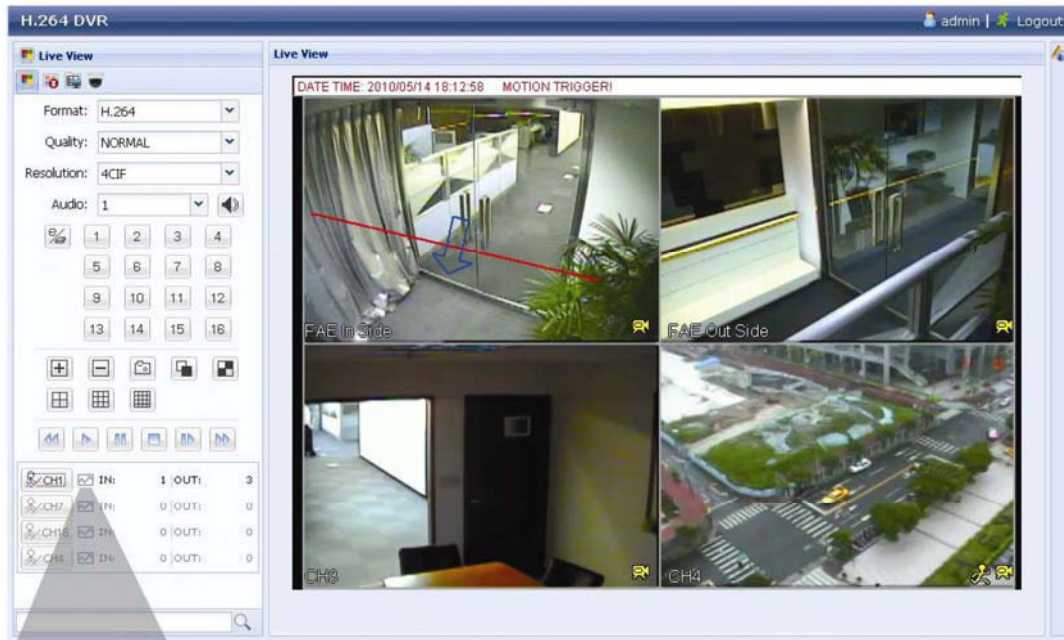 H.264 DVR
admin | Logout
Live View
Format: H.264
Quality: NORMAL
Resolution: 4CIF
Audio: 1
1 2 3 4
5 6 7 8
9 10 11 12
13 14 15 16
CH1 IN: 1 OUT: 3
CH7 IN: 0 OUT: 0
CH16 IN: 0 OUT: 0
CH4 IN: 0 OUT: 0
Live View
DATE TIME: 2010/05/14 18:12:58 MOTION TRIGGER!
FAE In Side
FAE Out Side
CH3
CH4